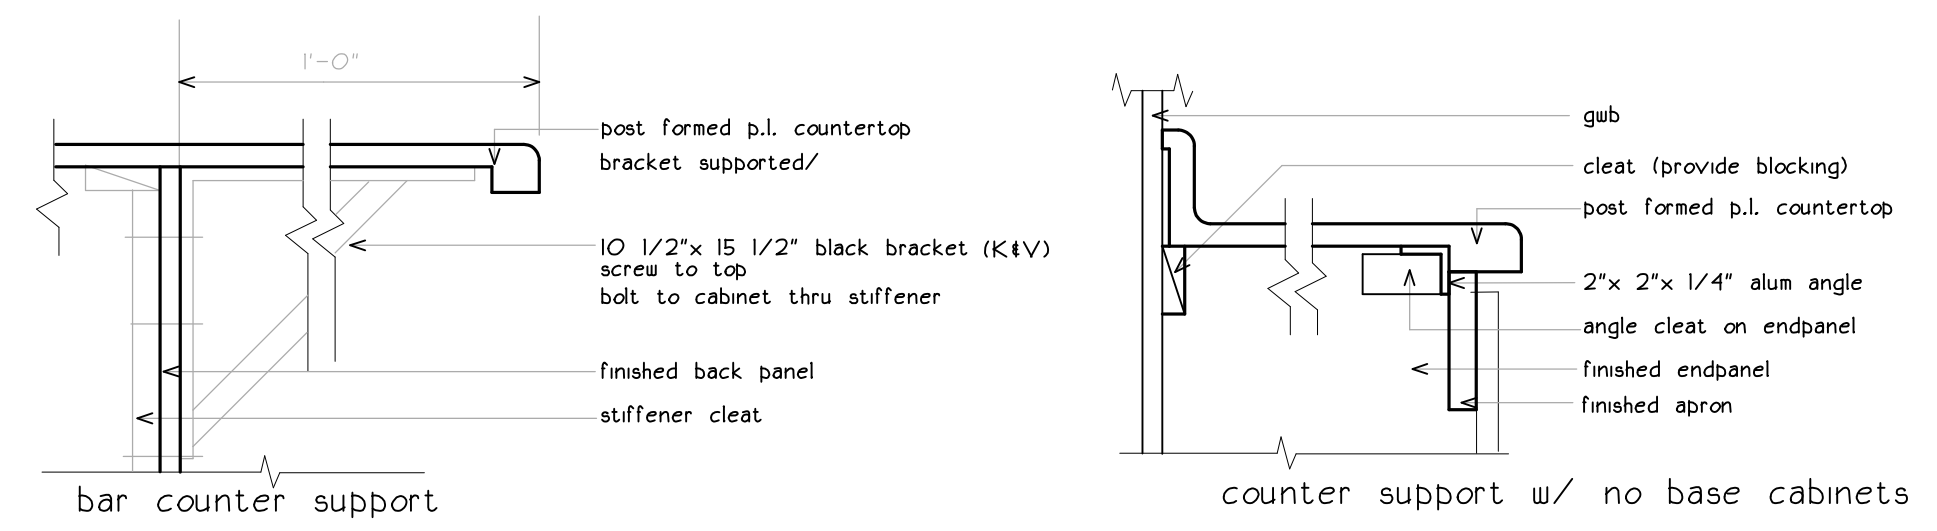 1'-0"
post formed p.l. countertop
bracket supported/
10 1/2"x 15 1/2" black bracket (K&V)
screw to top
bolt to cabinet thru stiffener
finished back panel
stiffener cleat
bar counter support
gwb
cleat (provide blocking)
post formed p.l. countertop
2"x 2"x 1/4" alum angle
angle cleat on endpanel
finished endpanel
finished apron
counter support w/ no base cabinets